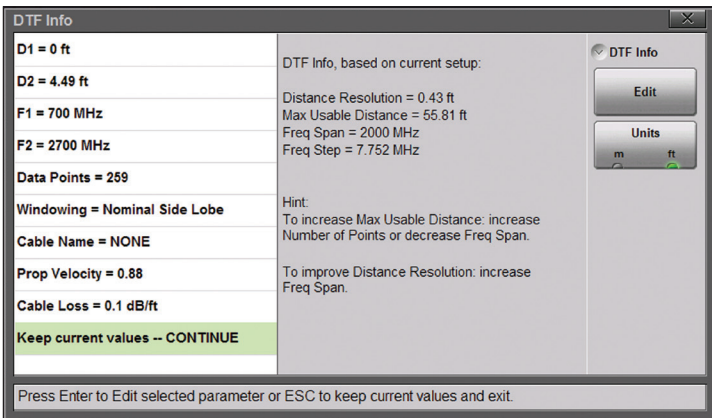 DTF Info
D1 = 0 ft
D2 = 4.49 ft
F1 = 700 MHz
F2 = 2700 MHz
Data Points = 259
Windowing = Nominal Side Lobe
Cable Name = NONE
Prop Velocity = 0.88
Cable Loss = 0.1 dB/ft
Keep current values -- CONTINUE
DTF Info, based on current setup:
Distance Resolution = 0.43 ft
Max Usable Distance = 55.81 ft
Freq Span = 2000 MHz
Freq Step = 7.752 MHz
Hint:
To increase Max Usable Distance: increase
Number of Points or decrease Freq Span.
To improve Distance Resolution: increase
Freq Span.
DTF Info
Edit
Units
m ft
Press Enter to Edit selected parameter or ESC to keep current values and exit.